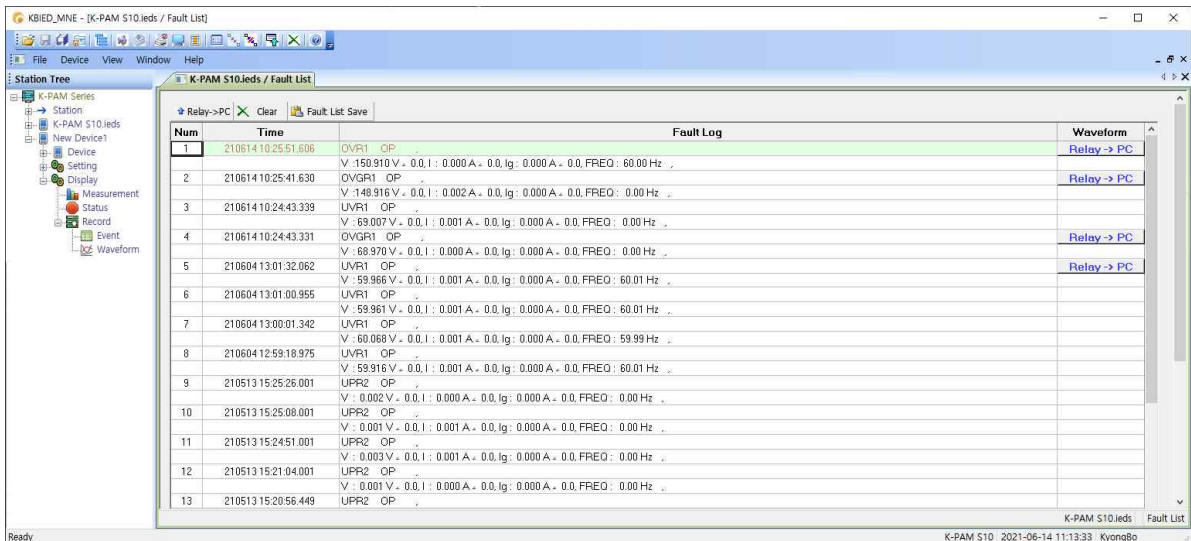 KBIED_MNE - [K-PAM S10.ieds / Fault List]
File Device View Window Help
Station Tree
K-PAM Series
Station
K-PAM S10.ieds
New Device1
Device
Setting
Display
Measurement
Status
Record
Event
Waveform
K-PAM S10.ieds / Fault List
Relay->PC Clear Fault List Save
Num Time Fault Log Waveform
1 210614 10:25:51.606 OVR1 OP , Relay -> PC
V :150.910 V ∠ 0.0, I : 0.000 A ∠ 0.0, Ig : 0.000 A ∠ 0.0, FREQ : 60.00 Hz ,
2 210614 10:25:41.630 OVGR1 OP , Relay -> PC
V :148.916 V ∠ 0.0, I : 0.002 A ∠ 0.0, Ig : 0.000 A ∠ 0.0, FREQ : 0.00 Hz ,
3 210614 10:24:43.339 UVR1 OP ,
V : 69.007 V ∠ 0.0, I : 0.001 A ∠ 0.0, Ig : 0.000 A ∠ 0.0, FREQ : 0.00 Hz ,
4 210614 10:24:43.331 OVGR1 OP , Relay -> PC
V : 68.970 V ∠ 0.0, I : 0.001 A ∠ 0.0, Ig : 0.000 A ∠ 0.0, FREQ : 0.00 Hz ,
5 210604 13:01:32.062 UVR1 OP , Relay -> PC
V : 59.966 V ∠ 0.0, I : 0.001 A ∠ 0.0, Ig : 0.000 A ∠ 0.0, FREQ : 60.01 Hz ,
6 210604 13:01:00.955 UVR1 OP ,
V : 59.961 V ∠ 0.0, I : 0.001 A ∠ 0.0, Ig : 0.000 A ∠ 0.0, FREQ : 60.01 Hz ,
7 210604 13:00:01.342 UVR1 OP ,
V : 60.068 V ∠ 0.0, I : 0.001 A ∠ 0.0, Ig : 0.000 A ∠ 0.0, FREQ : 59.99 Hz ,
8 210604 12:59:18.975 UVR1 OP ,
V : 59.916 V ∠ 0.0, I : 0.001 A ∠ 0.0, Ig : 0.000 A ∠ 0.0, FREQ : 60.01 Hz ,
9 210513 15:25:26.001 UPR2 OP ,
V : 0.002 V ∠ 0.0, I : 0.000 A ∠ 0.0, Ig : 0.000 A ∠ 0.0, FREQ : 0.00 Hz ,
10 210513 15:25:08.001 UPR2 OP ,
V : 0.001 V ∠ 0.0, I : 0.001 A ∠ 0.0, Ig : 0.000 A ∠ 0.0, FREQ : 0.00 Hz ,
11 210513 15:24:51.001 UPR2 OP ,
V : 0.003 V ∠ 0.0, I : 0.001 A ∠ 0.0, Ig : 0.000 A ∠ 0.0, FREQ : 0.00 Hz ,
12 210513 15:21:04.001 UPR2 OP ,
V : 0.001 V ∠ 0.0, I : 0.000 A ∠ 0.0, Ig : 0.000 A ∠ 0.0, FREQ : 0.00 Hz ,
13 210513 15:20:56.449 UPR2 OP ,
K-PAM S10.ieds Fault List
Ready K-PAM S10 2021-06-14 11:13:33 KyongBo